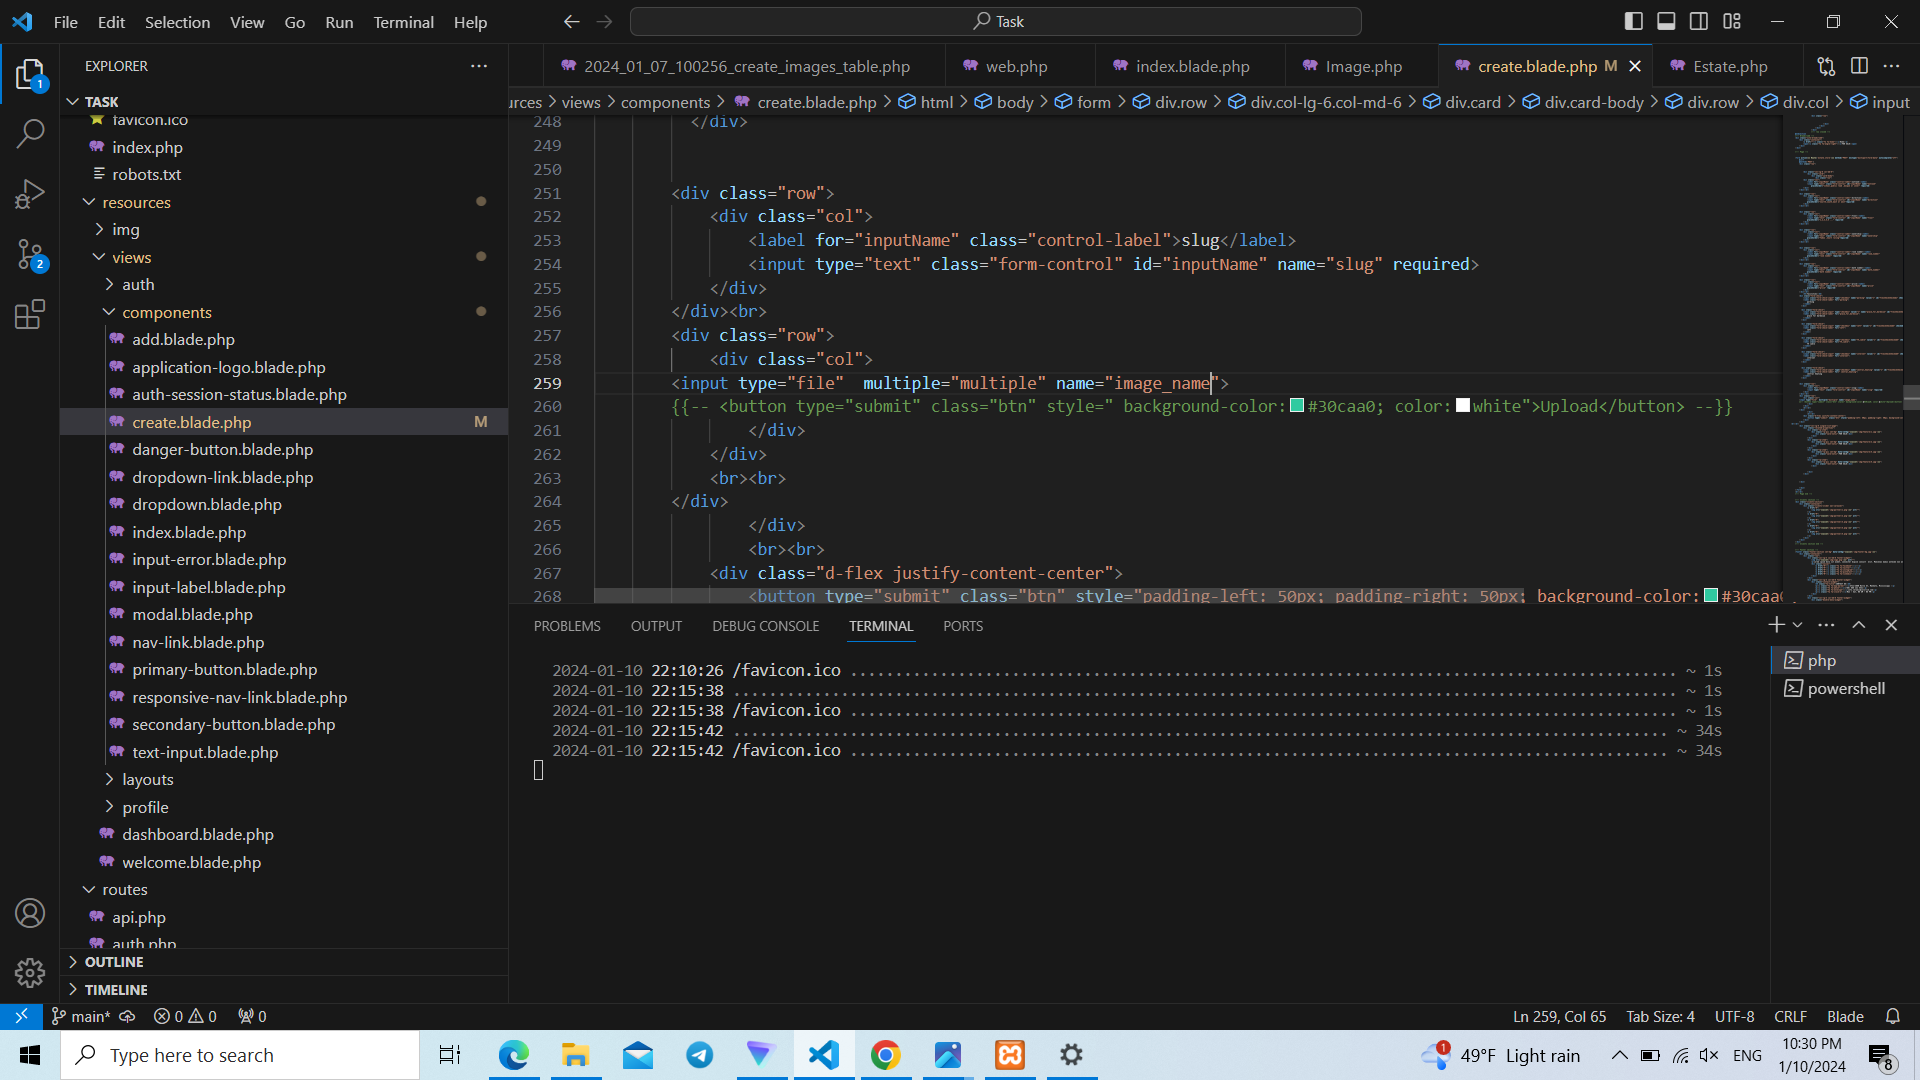 File Edit Selection View Go Run Terminal Help
Task
EXPLORER
2024_01_07_100256_create_images_table.php
web.php
index.blade.php
Image.php
create.blade.php M
Estate.php
TASK
urces > views > components > create.blade.php > html > body > form > div.row > div.col-lg-6.col-md-6 > div.card > div.card-body > div.row > div.col > input
favicon.ico
index.php
robots.txt
resources
img
views
auth
components
add.blade.php
application-logo.blade.php
auth-session-status.blade.php
create.blade.php M
danger-button.blade.php
dropdown-link.blade.php
dropdown.blade.php
index.blade.php
input-error.blade.php
input-label.blade.php
modal.blade.php
nav-link.blade.php
primary-button.blade.php
responsive-nav-link.blade.php
secondary-button.blade.php
text-input.blade.php
layouts
profile
dashboard.blade.php
welcome.blade.php
routes
api.php
auth.php
OUTLINE
TIMELINE
1
2
248 </div>
249
250
251 <div class="row">
252 <div class="col">
253 <label for="inputName" class="control-label">slug</label>
254 <input type="text" class="form-control" id="inputName" name="slug" required>
255 </div>
256 </div><br>
257 <div class="row">
258 <div class="col">
259 <input type="file"  multiple="multiple" name="image_name">
260 {{-- <button type="submit" class="btn" style=" background-color:#30caa0; color:white">Upload</button> --}}
261 </div>
262 </div>
263 <br><br>
264 </div>
265 </div>
266 <br><br>
267 <div class="d-flex justify-content-center">
268 <button type="submit" class="btn" style="padding-left: 50px; padding-right: 50px; background-color:#30caa
PROBLEMS OUTPUT DEBUG CONSOLE TERMINAL PORTS
2024-01-10 22:10:26 /favicon.ico ............................................................................................ ~ 1s
2024-01-10 22:15:38 ......................................................................................................... ~ 1s
2024-01-10 22:15:38 /favicon.ico ............................................................................................ ~ 1s
2024-01-10 22:15:42 ........................................................................................................ ~ 34s
2024-01-10 22:15:42 /favicon.ico ........................................................................................... ~ 34s
php
powershell
main* 0 0 0
Ln 259, Col 65 Tab Size: 4 UTF-8 CRLF Blade
Type here to search
1
49°F Light rain
ENG
10:30 PM
1/10/2024
8